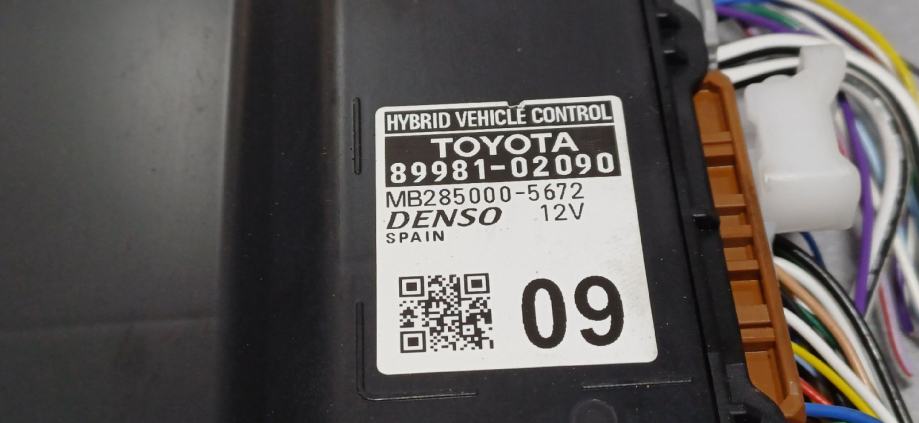 HYBRID VEHICLE CONTROL
TOYOTA
89981-02090
MB285000-5672
DENSO 12V
SPAIN
09